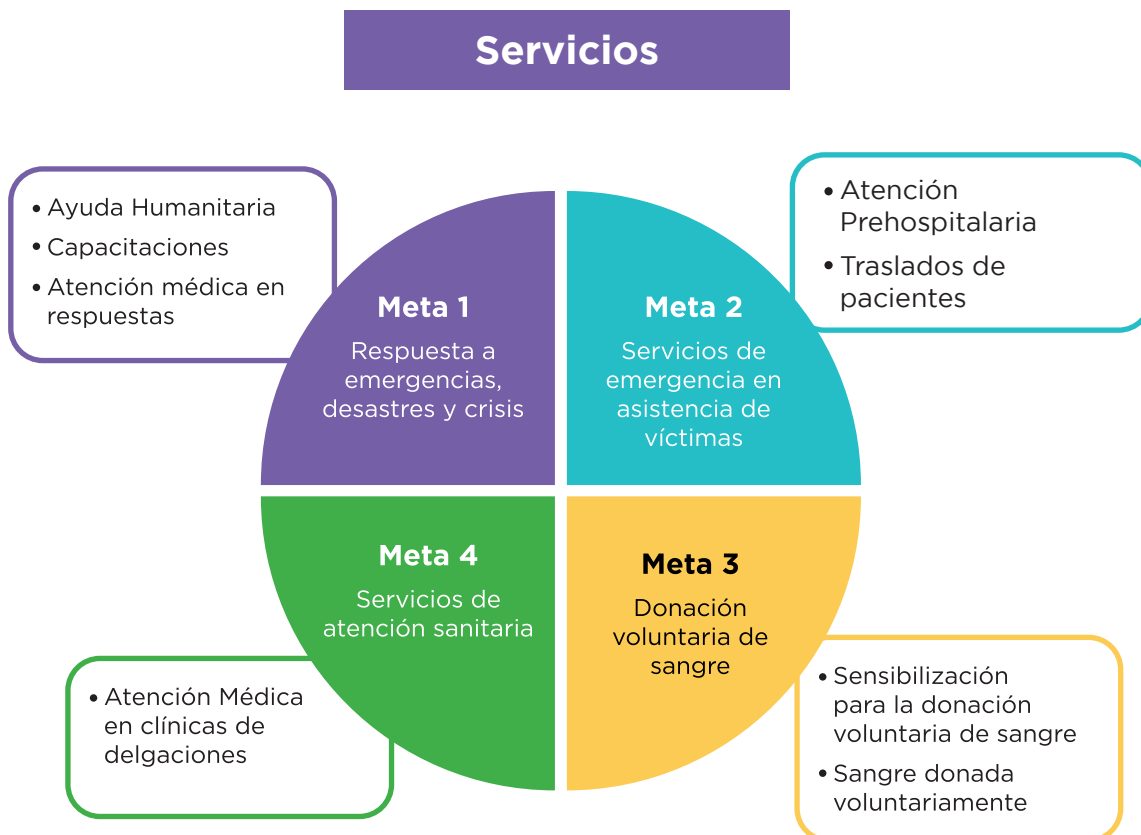 Servicios
• Ayuda Humanitaria
• Capacitaciones
• Atención médica en
respuestas
Meta 1
Respuesta a
emergencias,
desastres y crisis
• Atención
Prehospitalaria
• Traslados de
pacientes
Meta 2
Servicios de
emergencia en
asistencia de
víctimas
Meta 4
Servicios de
atención sanitaria
• Atención Médica
en clínicas de
delgaciones
Meta 3
Donación
voluntaria de
sangre
• Sensibilización
para la donación
voluntaria de sangre
• Sangre donada
voluntariamente